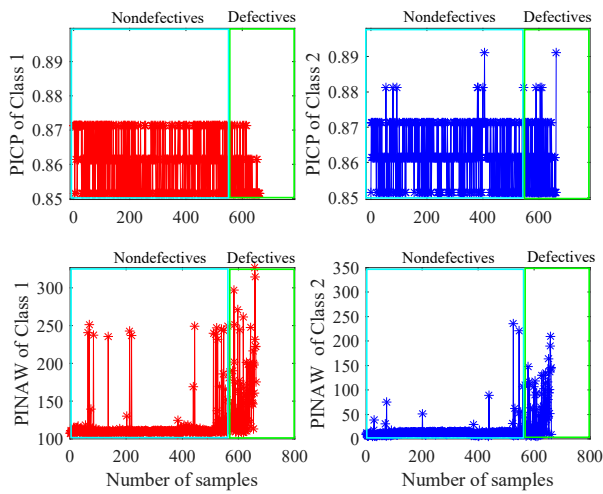 Nondefectives Defectives
Nondefectives Defectives
PICP of Class 1
0.89
0.88
0.87
0.86
0.85
0 200 400 600
PICP of Class 2
0.89
0.88
0.87
0.86
0.85
0 200 400 600
Nondefectives Defectives
Nondefectives Defectives
PINAW of Class 1
300
250
200
150
100
0 200 400 600 800
Number of samples
PINAW of Class 2
350
300
250
200
150
100
50
0
0 200 400 600 800
Number of samples